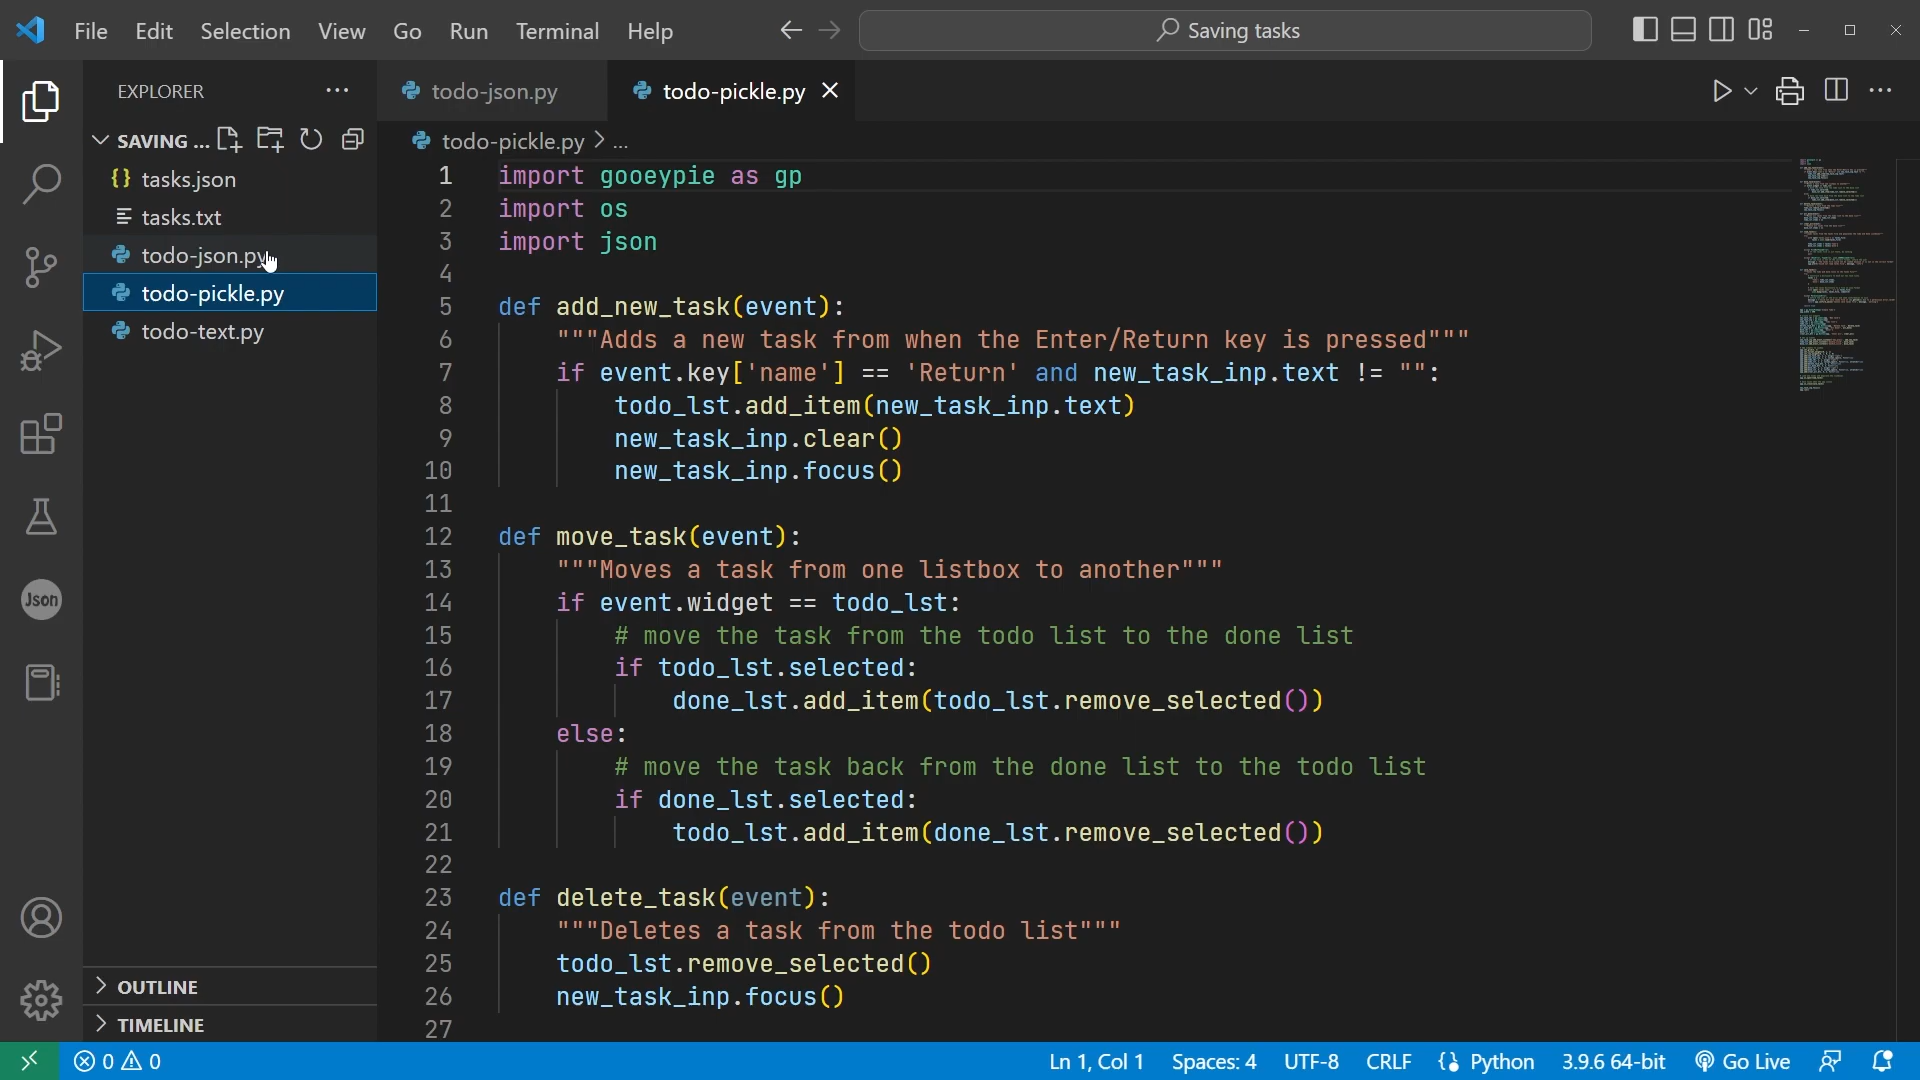 File Edit Selection View Go Run Terminal Help
Saving tasks
EXPLORER
SAVING ...
tasks.json
tasks.txt
todo-json.py
todo-pickle.py
todo-text.py
OUTLINE
TIMELINE
Json
todo-json.py
todo-pickle.py
todo-pickle.py > ...
1 import gooeypie as gp
2 import os
3 import json
4
5 def add_new_task(event):
6 """Adds a new task from when the Enter/Return key is pressed"""
7 if event.key['name'] == 'Return' and new_task_inp.text != "":
8 todo_lst.add_item(new_task_inp.text)
9 new_task_inp.clear()
10 new_task_inp.focus()
11
12 def move_task(event):
13 """Moves a task from one listbox to another"""
14 if event.widget == todo_lst:
15 # move the task from the todo list to the done list
16 if todo_lst.selected:
17 done_lst.add_item(todo_lst.remove_selected())
18 else:
19 # move the task back from the done list to the todo list
20 if done_lst.selected:
21 todo_lst.add_item(done_lst.remove_selected())
22
23 def delete_task(event):
24 """Deletes a task from the todo list"""
25 todo_lst.remove_selected()
26 new_task_inp.focus()
27
0 0
Ln 1, Col 1 Spaces: 4 UTF-8 CRLF Python 3.9.6 64-bit Go Live